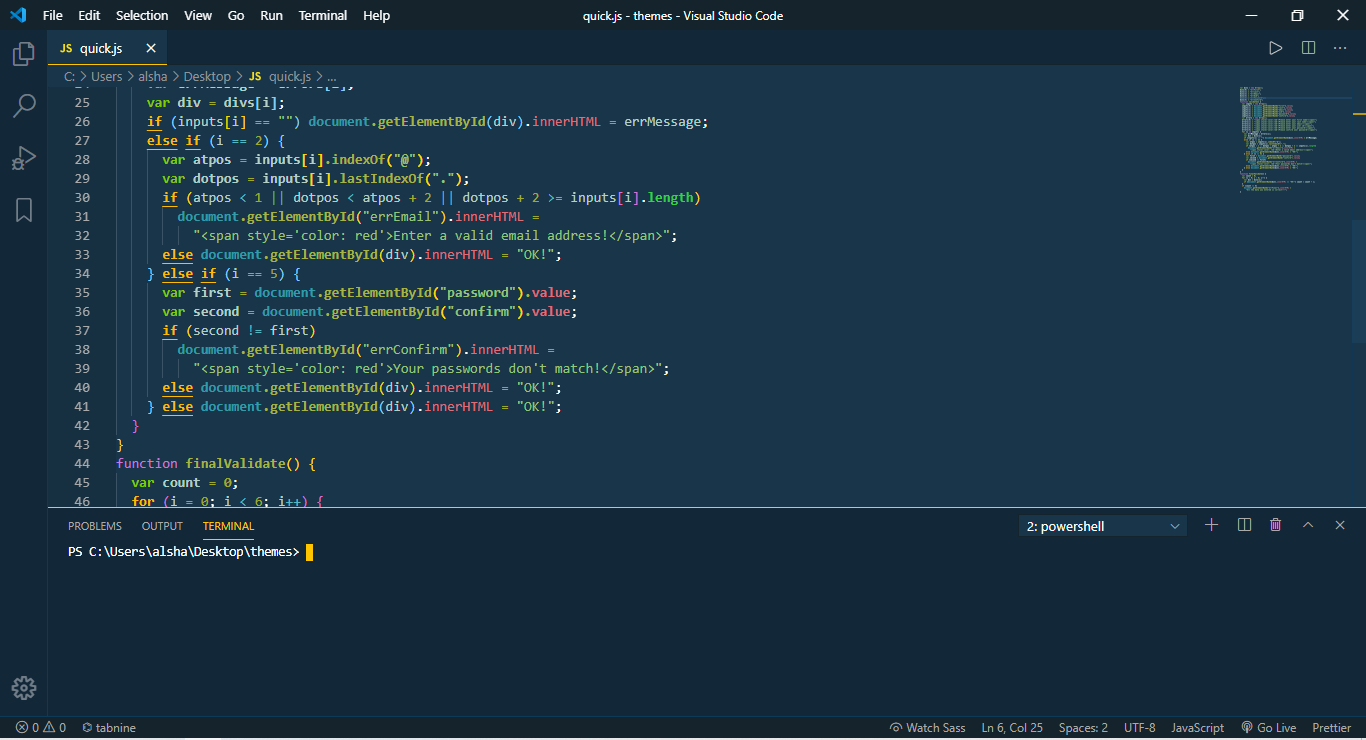 File Edit Selection View Go Run Terminal Help quick.js - themes - Visual Studio Code
JS quick.js
C: > Users > alsha > Desktop > JS quick.js > ...
25 var div = divs[i];
26 if (inputs[i] == "") document.getElementById(div).innerHTML = errMessage;
27 else if (i == 2) {
28 var atpos = inputs[i].indexOf("@");
29 var dotpos = inputs[i].lastIndexOf(".");
30 if (atpos < 1 || dotpos < atpos + 2 || dotpos + 2 >= inputs[i].length)
31 document.getElementById("errEmail").innerHTML =
32 "<span style='color: red'>Enter a valid email address!</span>";
33 else document.getElementById(div).innerHTML = "OK!";
34 } else if (i == 5) {
35 var first = document.getElementById("password").value;
36 var second = document.getElementById("confirm").value;
37 if (second != first)
38 document.getElementById("errConfirm").innerHTML =
39 "<span style='color: red'>Your passwords don't match!</span>";
40 else document.getElementById(div).innerHTML = "OK!";
41 } else document.getElementById(div).innerHTML = "OK!";
42 }
43 }
44 function finalValidate() {
45 var count = 0;
46 for (i = 0; i < 6; i++) {
PROBLEMS OUTPUT TERMINAL 2: powershell
PS C:\Users\alsha\Desktop\themes>
0 0 tabnine Watch Sass Ln 6, Col 25 Spaces: 2 UTF-8 JavaScript Go Live Prettier